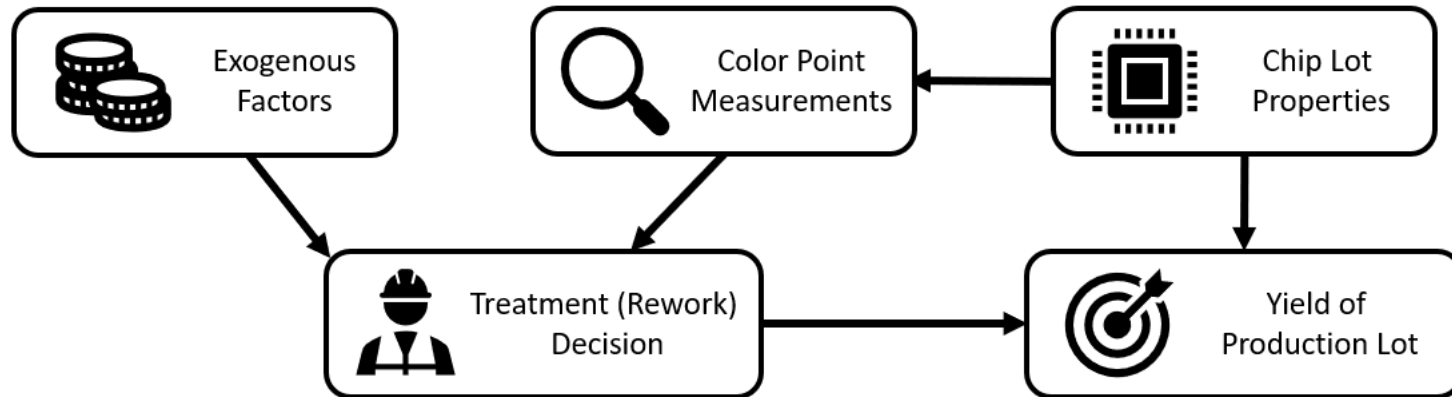 Exogenous
Factors
Color Point
Measurements
Chip Lot
Properties
Treatment (Rework)
Decision
Yield of
Production Lot